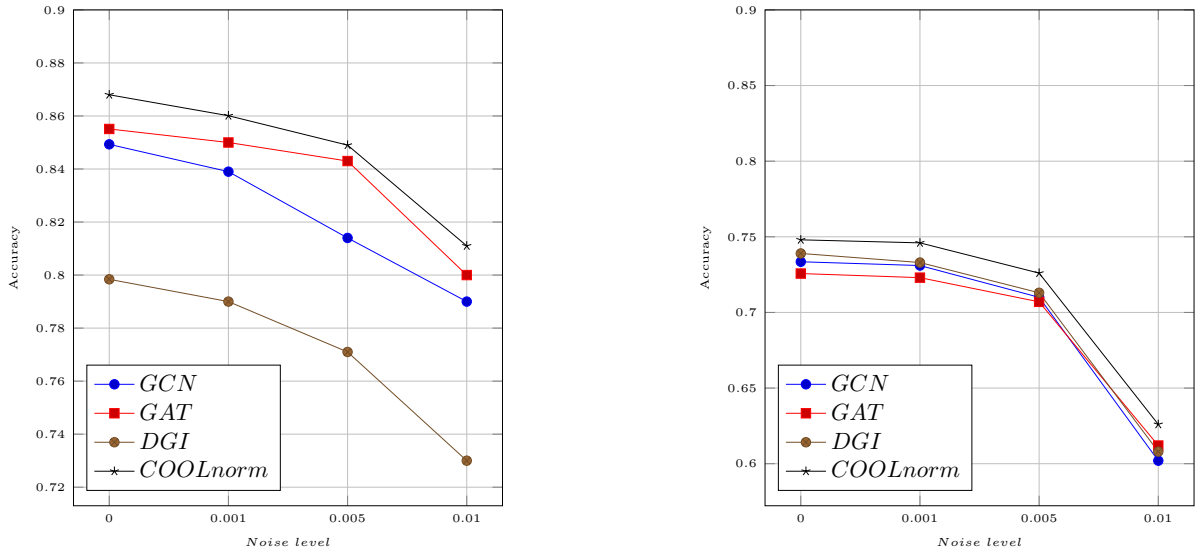 0.9
0.88
0.86
0.84
0.82
0.8
0.78
0.76
0.74
0.72
Accuracy
GCN
GAT
DGI
COOLnorm
0 0.001 0.005 0.01
Noise level
0.9
0.85
0.8
0.75
0.7
0.65
0.6
Accuracy
GCN
GAT
DGI
COOLnorm
0 0.001 0.005 0.01
Noise level